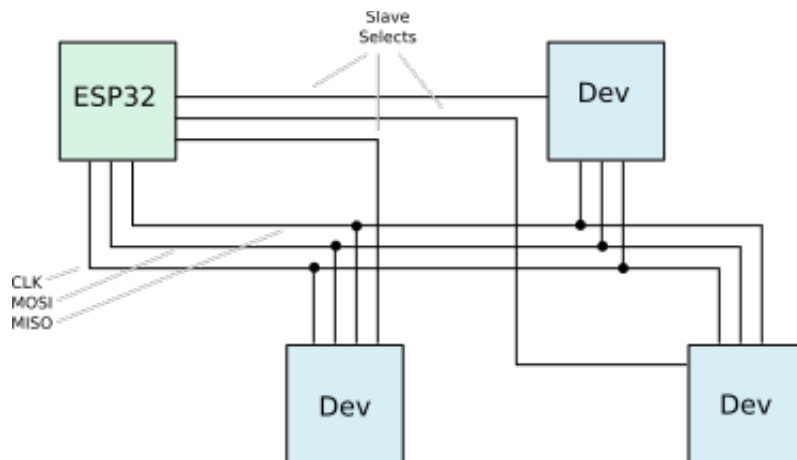 Slave
Selects
ESP32
Dev
CLK
MOSI
MISO
Dev
Dev